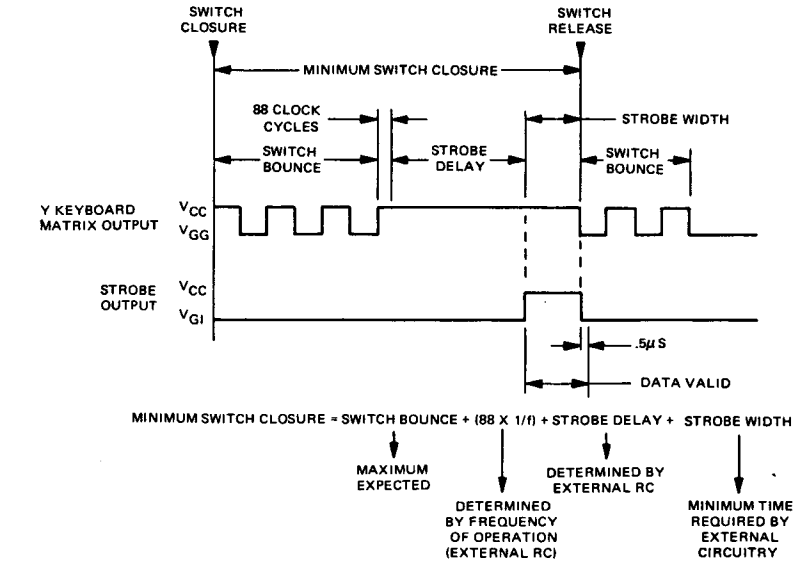 SWITCH
CLOSURE
SWITCH
RELEASE
MINIMUM SWITCH CLOSURE
88 CLOCK
CYCLES
STROBE WIDTH
SWITCH
BOUNCE
STROBE
DELAY
SWITCH
BOUNCE
Y KEYBOARD
MATRIX OUTPUT
VCC
VGG
STROBE
OUTPUT
VCC
VGI
.5µS
DATA VALID
MINIMUM SWITCH CLOSURE = SWITCH BOUNCE + (88 X 1/f) + STROBE DELAY + STROBE WIDTH
MAXIMUM
EXPECTED
DETERMINED
BY FREQUENCY
OF OPERATION
(EXTERNAL RC)
DETERMINED BY
EXTERNAL RC
MINIMUM TIME
REQUIRED BY
EXTERNAL
CIRCUITRY